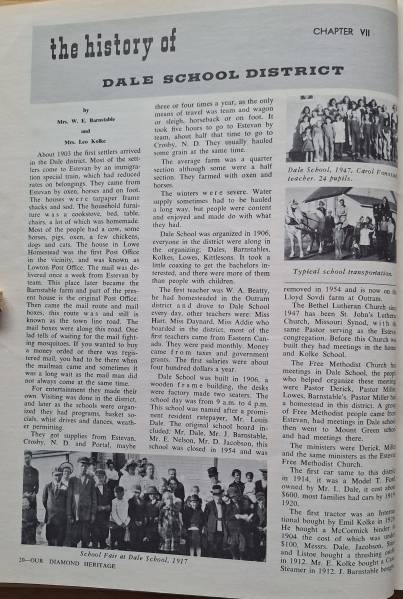 CHAPTER VII
the history of
DALE SCHOOL DISTRICT
by
Mrs. W. E. Barnstable
and
Mrs. Leo Kolke
About 1903 the first settlers arrived
in the Dale district. Most of the set-
tlers came to Estevan by an immigra-
tion special train, which had reduced
rates on belongings. They came from
Estevan by oxen, horses and on foot.
The houses were tarpaper frame
shacks and sod. The household furni-
ture was a cookstove, bed, table,
chairs, a lot of which was homemade.
Most of the people had a cow, some
horses, pigs, oxen, a few chickens,
dogs and cats. The house in Lowe
Homestead was the first Post Office
in the vicinity, and was known as
Lowton Post Office. The mail was de-
livered once a week from Estevan by
team. This place later became the
Barnstable farm and part of the pres-
ent house is the original Post Office.
Then came the mail route and mail
boxes, this route was and still is
known as the town line road. The
mail boxes were along this road. One
lad tells of waiting for the mail fight-
ing mosquitoes. If you wanted to buy
a money order or there was regis-
tered mail, you had to be there when
the mailman came and sometimes it
was a long wait as the mail man did
not always come at the same time.
For entertainment they made their
own. Visiting was done in the district,
and later as the schools were organ-
ized they had programs, basket so-
cials, whist drives and dances, weath-
er permitting.
They got supplies from Estevan,
Crosby, N. D. and Portal, maybe
three or four times a year, as the only
means of travel was team and wagon
or sleigh, horseback or on foot. It
took five hours to go to Estevan by
team, about half that time to go to
Crosby, N. D. They usually hauled
some grain at the same time.
The average farm was a quarter
section although some were a half
section. They farmed with oxen and
horses.
The winters were severe. Water
supply sometimes had to be hauled
a long way, but people were content
and enjoyed and made do with what
they had.
Dale School was organized in 1906,
everyone in the district were along in
the organizing; Dales, Barnstables,
Kolkes, Lowes, Kittlesons. It took a
little coaxing to get the bachelors in-
terested, and there were more of them
than people with children.
The first teacher was W. A. Beatty,
he had homesteaded in the Outram
district and drove to Dale School
every day, other teachers were: Miss
Hart, Miss Daynard, Miss Addie who
boarded in the district, most of the
first teachers came from Eastern Can-
ada. They were paid monthly. Money
came from taxes and government
grants. The first salaries were about
four hundred dollars a year.
Dale School was built in 1906, a
wooden frame building, the desks
were factory made two seaters. The
school day was from 9 a.m. to 4 p.m.
This school was named after a promi-
nent resident ratepayer, Mr. Louis
Dale. The original school board in-
cluded; Mr. Dale, Mr. J. Barnstable,
Mr. E. Nelson, Mr. D. Jacobson, this
school was closed in 1954 and was
Dale School, 1947, Carol
teacher. 24 pupils.
Typical school transportation.
removed in 1954 and is now on the
Lloyd Sovdi farm at Outram.
The Bethel Lutheran Church since
1947 has been St. John's Luthe
Church, Missouri Synod, with
same Pastor serving as the Esteva
congregation. Before this Church wa
built they had meetings in the hom
and Kolke School.
The Free Methodist Church ha
meetings in Dale School, the peopl
who helped organize these meeting
were Pastor Derick, Pastor Miller
Lowes, Barnstable's. Pastor Miller ha
a homestead in this district. A grou
of Free Methodist people came from
Estevan, had meetings in Dale school
then went to Mount Green school
and had meetings there.
The ministers were Derick, Mille
and the same ministers as the Esteva
Free Methodist Church.
The first car came to this district
in 1914, it was a Model T. Ford
owned by Mr. L. Dale, it cost about
$600, most families had cars by 1919
1920.
The first tractor was an Interna
tional bought by Emil Kolke in
He bought a McCormick binder in
1904 the cost of which was under
$100. Messrs. Dale, Jacobson,
and Listoe bought a threshing
in 1912. Mr. E. Kolke bought a
Steamer in 1912. J. Barnstable
School Fair at Dale School, 1917
20—OUR DIAMOND HERITAGE